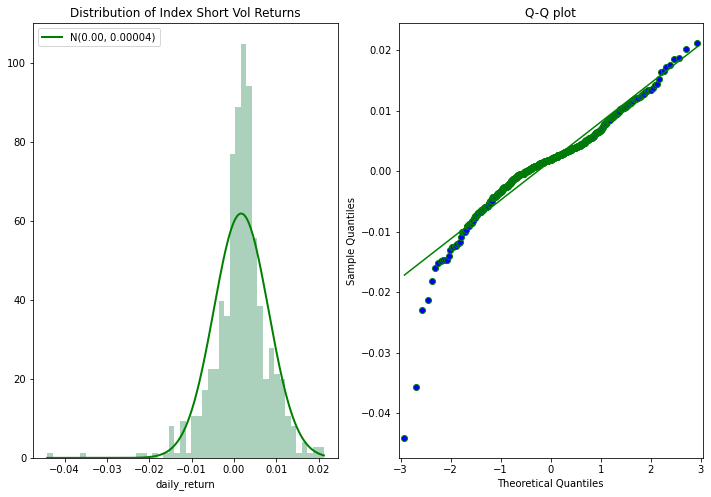 Distribution of Index Short Vol Returns
N(0.00, 0.00004)
100
80
60
40
20
0
−0.04 −0.03 −0.02 −0.01 0.00 0.01 0.02
daily_return
Q-Q plot
0.02
0.01
0.00
−0.01
−0.02
−0.03
−0.04
Sample Quantiles
−3 −2 −1 0 1 2 3
Theoretical Quantiles